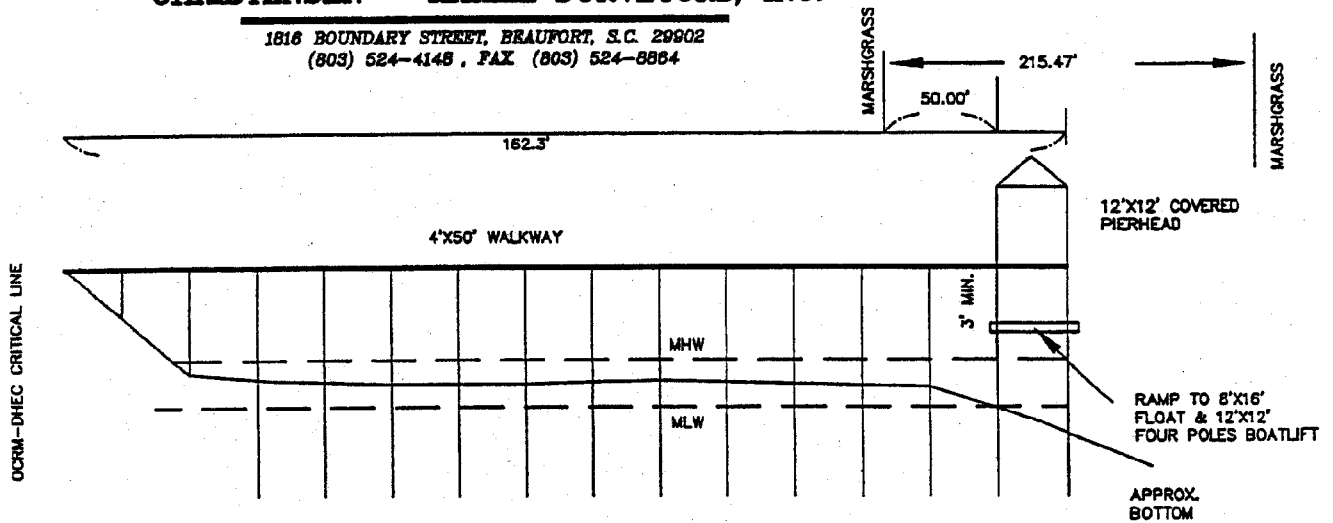 1816 BOUNDARY STREET, BEAUFORT, S.C. 29902
(803) 524-4148 , FAX (803) 524-8864
MARSHGRASS
215.47'
MARSHGRASS
50.00'
162.3'
12'X12' COVERED
PIERHEAD
4'X50' WALKWAY
OCRM-DHEC CRITICAL LINE
3' MIN.
MHW
MLW
RAMP TO 8'X16'
FLOAT & 12'X12'
FOUR POLES BOATLIFT
APPROX.
BOTTOM